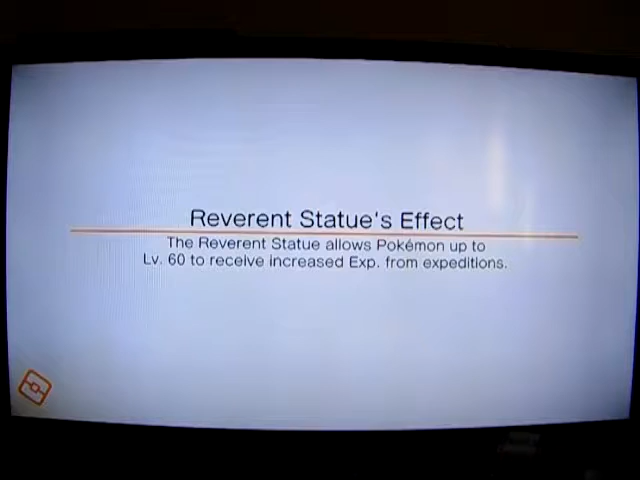 Reverent Statue's Effect
The Reverent Statue allows Pokémon up to
Lv. 60 to receive increased Exp. from expeditions.